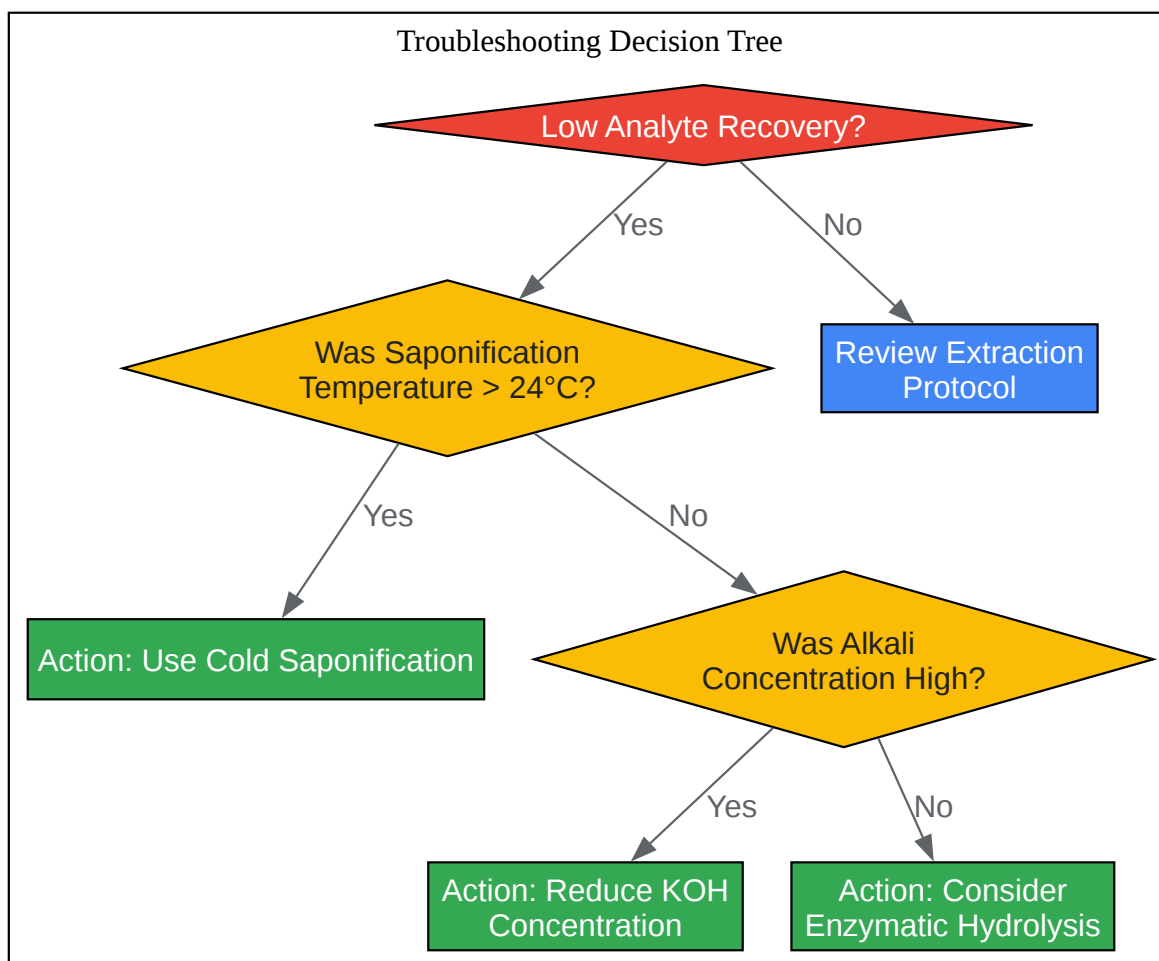 Troubleshooting Decision Tree
Low Analyte Recovery?
Yes
No
Was Saponification
Temperature > 24°C?
Review Extraction
Protocol
Yes
No
Action: Use Cold Saponification
Was Alkali
Concentration High?
Yes
No
Action: Reduce KOH
Concentration
Action: Consider
Enzymatic Hydrolysis